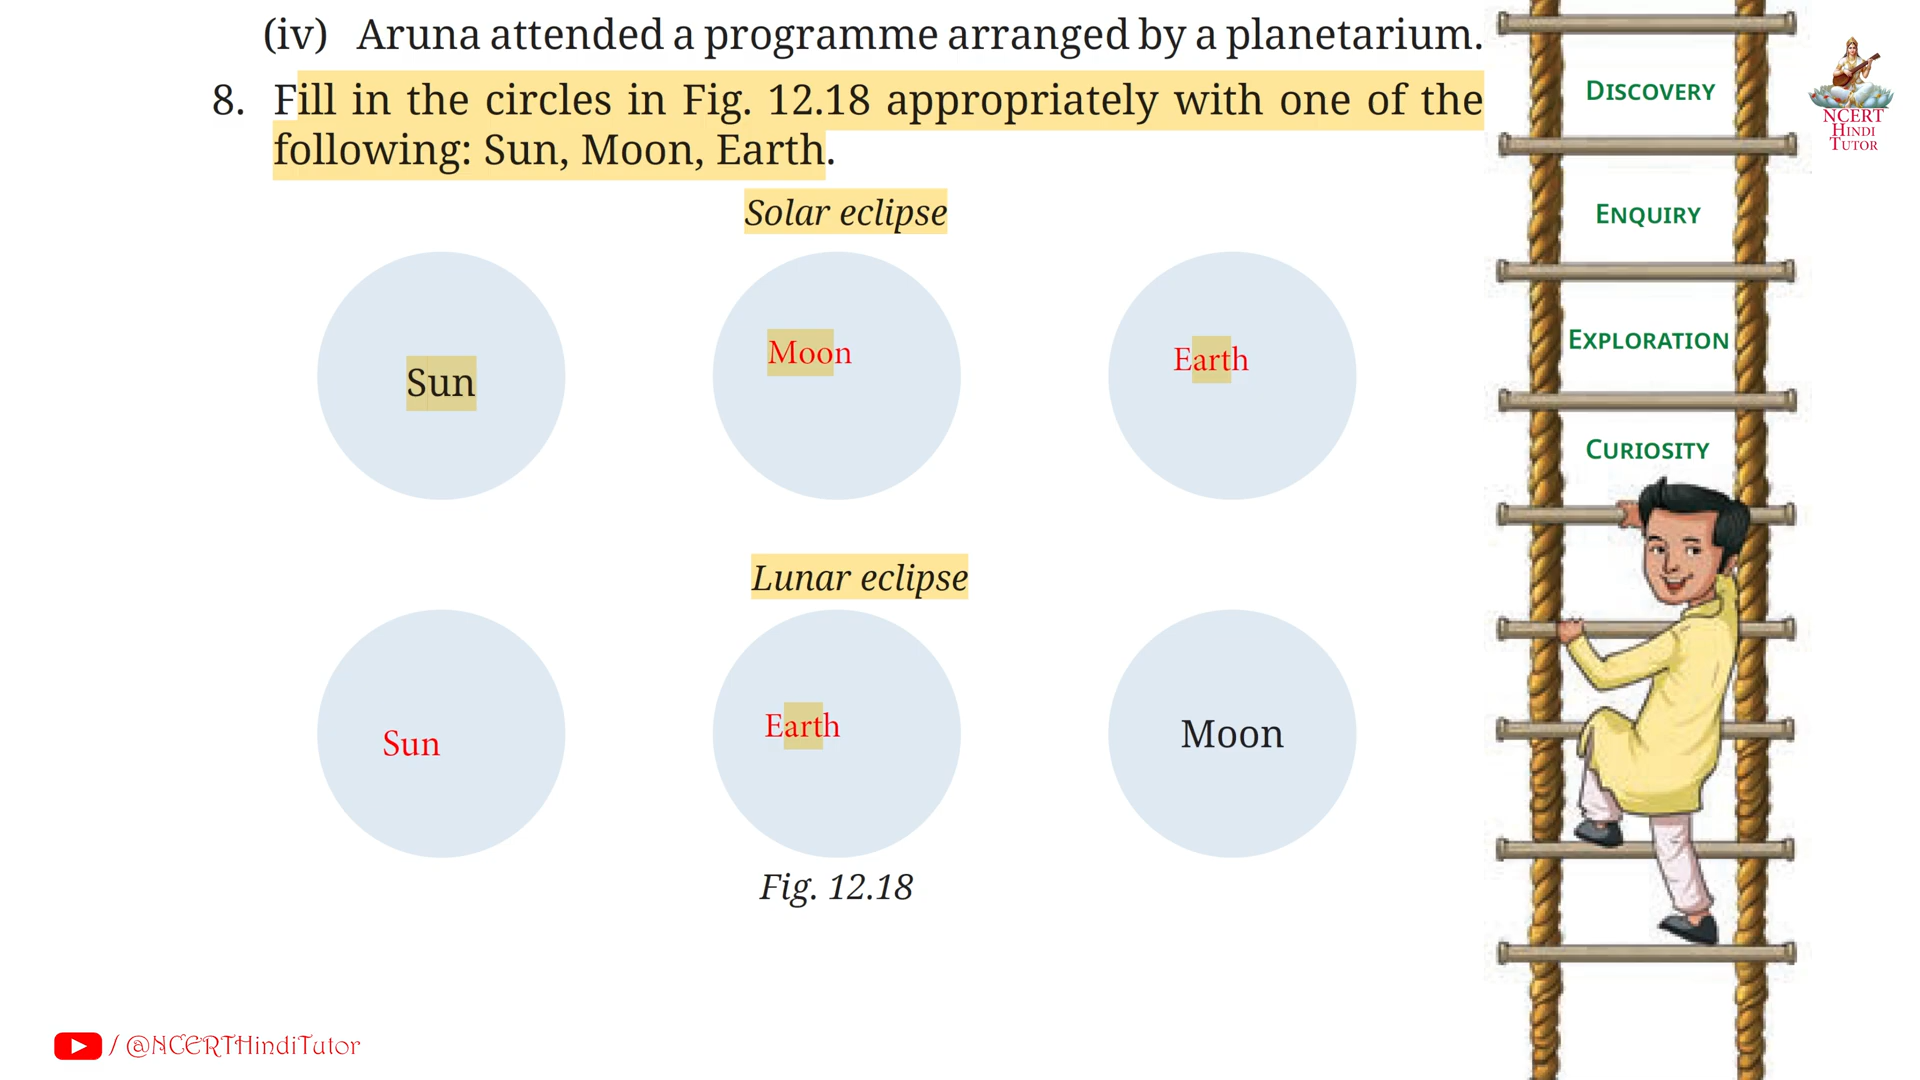 (iv) Aruna attended a programme arranged by a planetarium.
8. Fill in the circles in Fig. 12.18 appropriately with one of the
following: Sun, Moon, Earth.
Solar eclipse
Sun
Moon
Earth
Lunar eclipse
Sun
Earth
Moon
Fig. 12.18
DISCOVERY
ENQUIRY
EXPLORATION
CURIOSITY
NCERT
HINDI
TUTOR
/ @NCERTHindiTutor